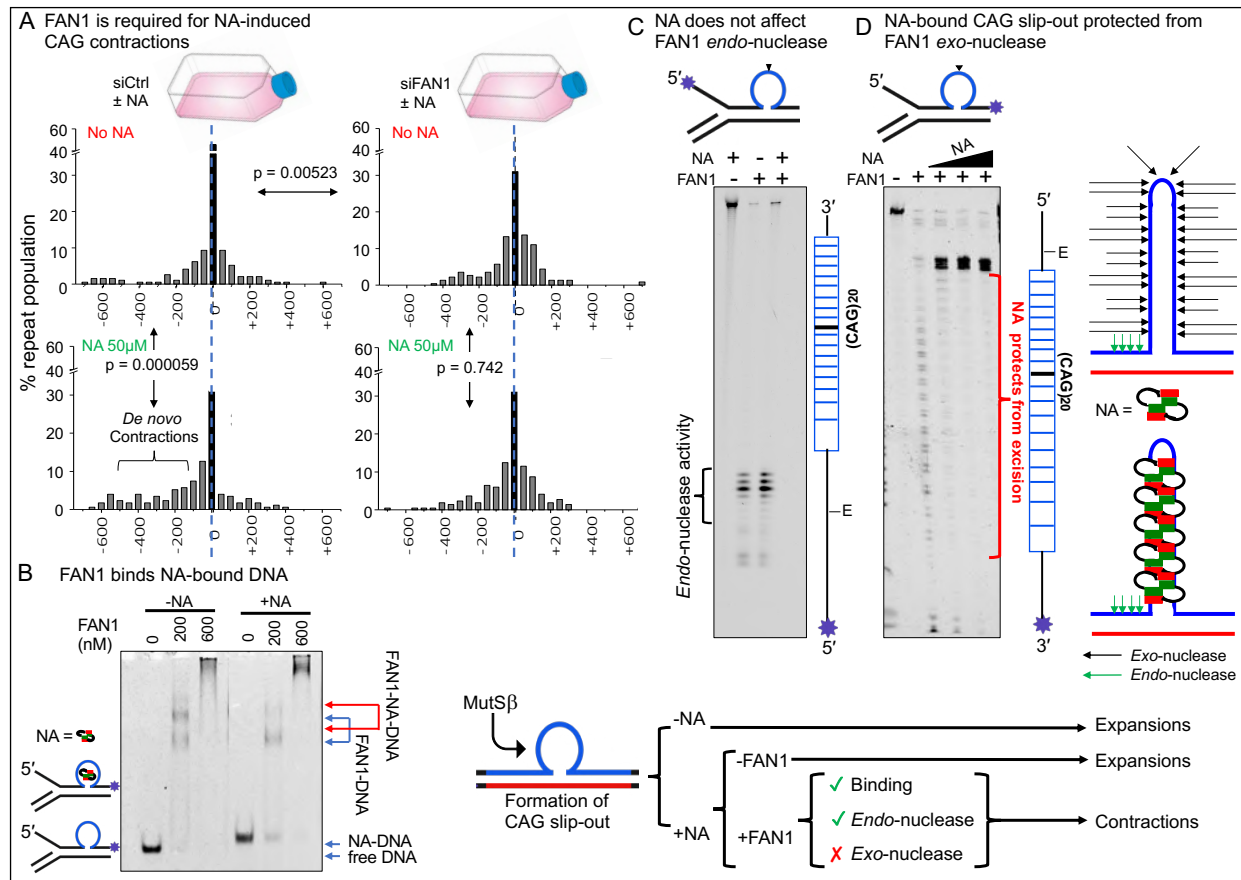 A FAN1 is required for NA-induced
CAG contractions
siCtrl
± NA
siFAN1
± NA
No NA
No NA
p = 0.00523
% repeat population
60
40
30
20
10
0
60
40
30
20
10
0
-600
-400
-200
0
+200
+400
+600
-600
-400
-200
0
+200
+400
+600
NA 50µM
p = 0.000059
De novo
Contractions
NA 50µM
p = 0.742
60
40
30
20
10
0
60
40
30
20
10
0
-600
-400
-200
0
+200
+400
+600
-600
-400
-200
0
+200
+400
+600
B FAN1 binds NA-bound DNA
-NA +NA
FAN1
(nM)
0 200 600 0 200 600
FAN1-NA-DNA
FAN1-DNA
NA =
5′
5′
NA-DNA
free DNA
C NA does not affect
FAN1 endo-nuclease
5′
NA + - +
FAN1 - + +
3′
(CAG)20
E
5′
Endo-nuclease activity
D NA-bound CAG slip-out protected from
FAN1 exo-nuclease
5′
NA
NA
FAN1 - + + + +
5′
E
(CAG)20
3′
NA protects from excision
NA =
Exo-nuclease
Endo-nuclease
MutSβ
Formation of
CAG slip-out
-NA
Expansions
-FAN1
Expansions
+NA
+FAN1
✓ Binding
✓ Endo-nuclease
✗ Exo-nuclease
Contractions